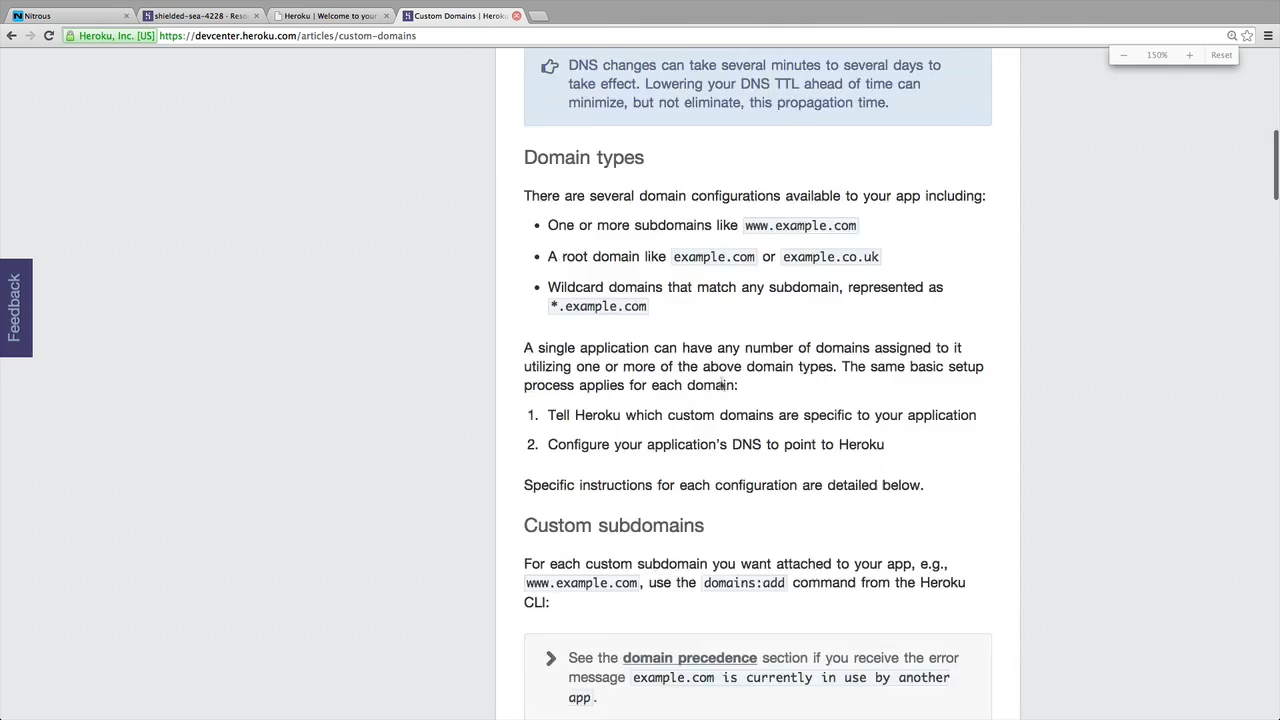 Nitrous
shielded-sea-4228 - Reso
Heroku | Welcome to your
Custom Domains | Heroku
Heroku, Inc. [US] https://devcenter.heroku.com/articles/custom-domains
150%
Reset
DNS changes can take several minutes to several days to
take effect. Lowering your DNS TTL ahead of time can
minimize, but not eliminate, this propagation time.
Domain types
There are several domain configurations available to your app including:
• One or more subdomains like www.example.com
• A root domain like example.com or example.co.uk
• Wildcard domains that match any subdomain, represented as
*.example.com
Feedback
A single application can have any number of domains assigned to it
utilizing one or more of the above domain types. The same basic setup
process applies for each domain:
1. Tell Heroku which custom domains are specific to your application
2. Configure your application's DNS to point to Heroku
Specific instructions for each configuration are detailed below.
Custom subdomains
For each custom subdomain you want attached to your app, e.g.,
www.example.com, use the domains:add command from the Heroku
CLI:
See the domain precedence section if you receive the error
message example.com is currently in use by another
app.